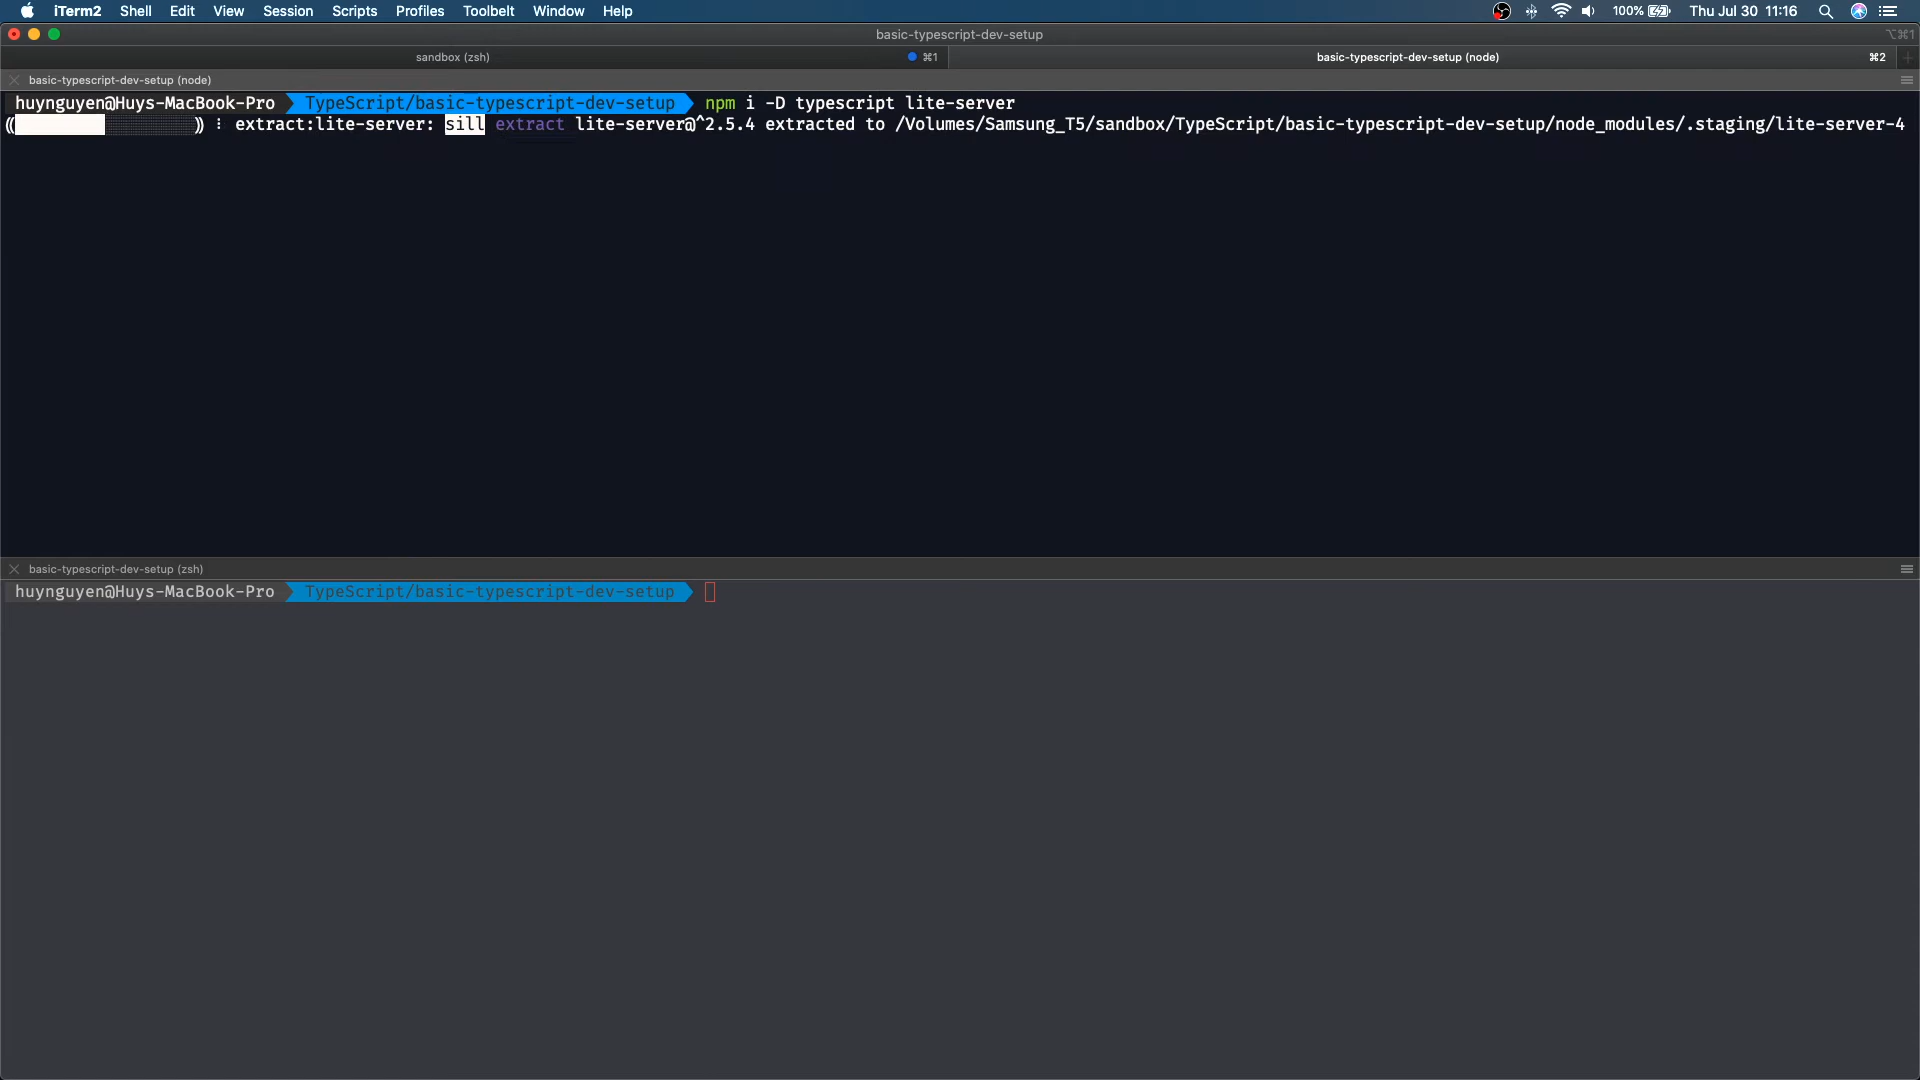 iTerm2 Shell Edit View Session Scripts Profiles Toolbelt Window Help 100% Thu Jul 30 11:16
basic-typescript-dev-setup ⌥⌘1
sandbox (zsh) ⌘1 basic-typescript-dev-setup (node) ⌘2
basic-typescript-dev-setup (node)
huynguyen@Huys-MacBook-Pro TypeScript/basic-typescript-dev-setup npm i -D typescript lite-server
(( )) ⠸ extract:lite-server: sill extract lite-server@^2.5.4 extracted to /Volumes/Samsung_T5/sandbox/TypeScript/basic-typescript-dev-setup/node_modules/.staging/lite-server-4
basic-typescript-dev-setup (zsh)
huynguyen@Huys-MacBook-Pro TypeScript/basic-typescript-dev-setup